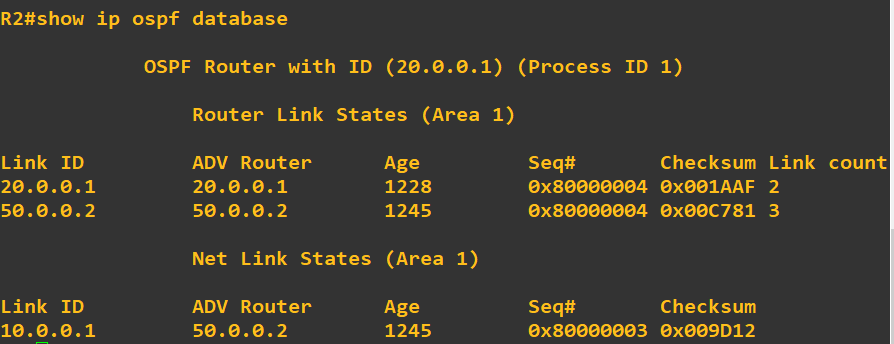 R2#show ip ospf database
OSPF Router with ID (20.0.0.1) (Process ID 1)
Router Link States (Area 1)
Link ID ADV Router Age Seq# Checksum Link count
20.0.0.1 20.0.0.1 1228 0x80000004 0x001AAF 2
50.0.0.2 50.0.0.2 1245 0x80000004 0x00C781 3
Net Link States (Area 1)
Link ID ADV Router Age Seq# Checksum
10.0.0.1 50.0.0.2 1245 0x80000003 0x009D12